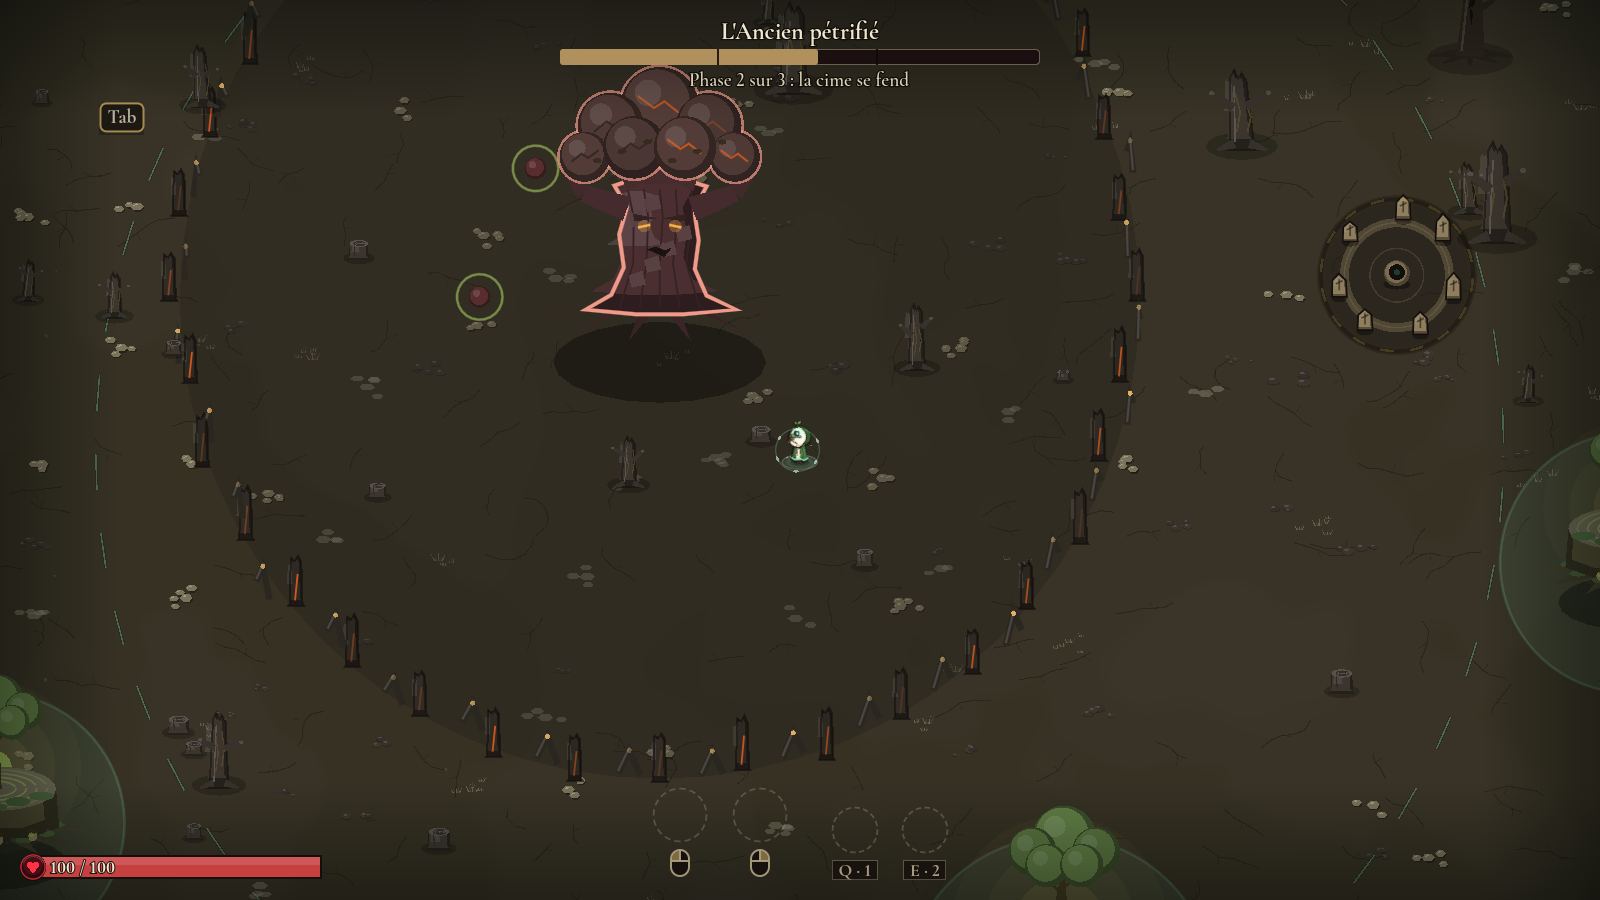 L'Ancien pétrifié
Phase 2 sur 3 : la cime se fend
Tab
100 / 100
Q · 1
E · 2